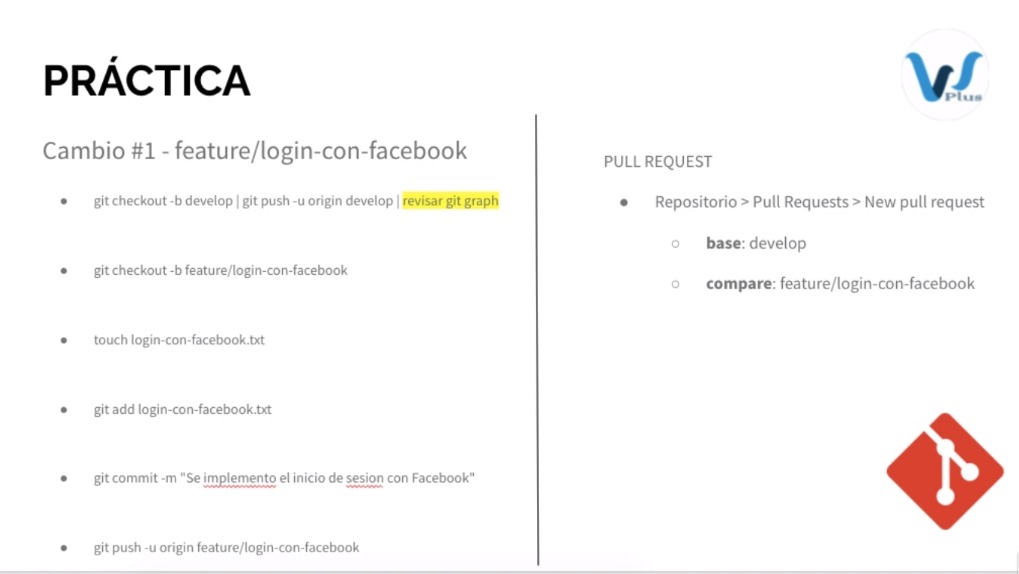 PRÁCTICA
Plus
Cambio #1 - feature/login-con-facebook
git checkout -b develop | git push -u origin develop | revisar git graph
git checkout -b feature/login-con-facebook
touch login-con-facebook.txt
git add login-con-facebook.txt
git commit -m "Se implemento el inicio de sesion con Facebook"
git push -u origin feature/login-con-facebook
PULL REQUEST
Repositorio > Pull Requests > New pull request
base: develop
compare: feature/login-con-facebook